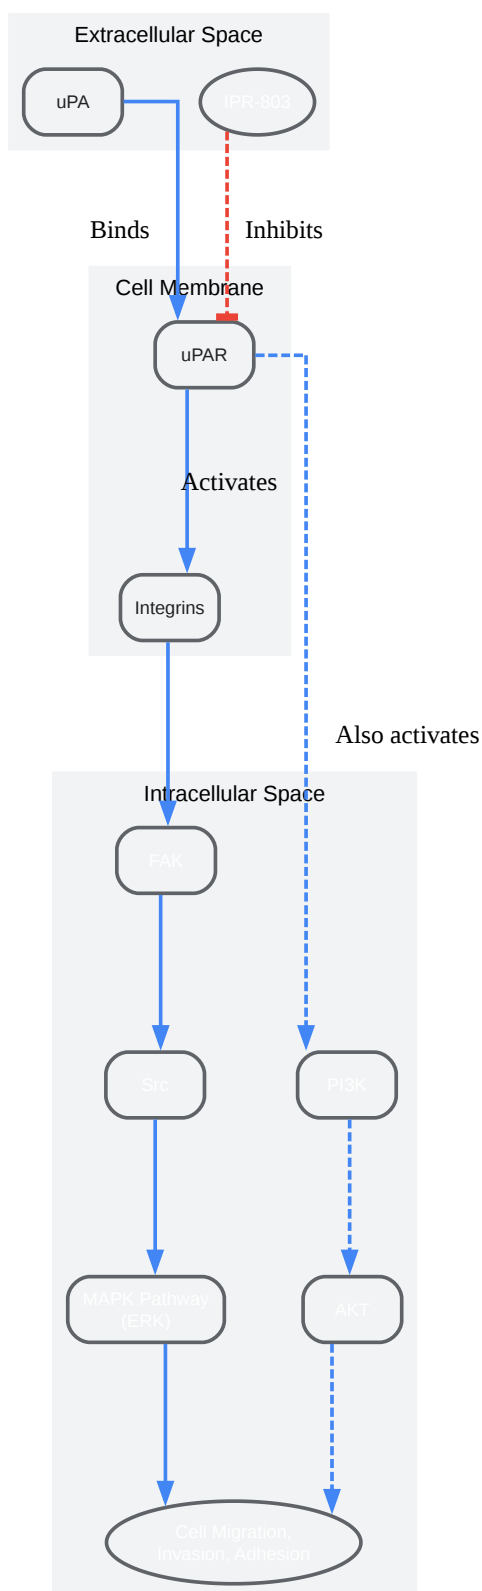 Extracellular Space
uPA
IPR-803
Binds
Inhibits
Cell Membrane
uPAR
Activates
Integrins
Also activates
Intracellular Space
FAK
Src
PI3K
MAPK Pathway
(ERK)
AKT
Cell Migration,
Invasion, Adhesion